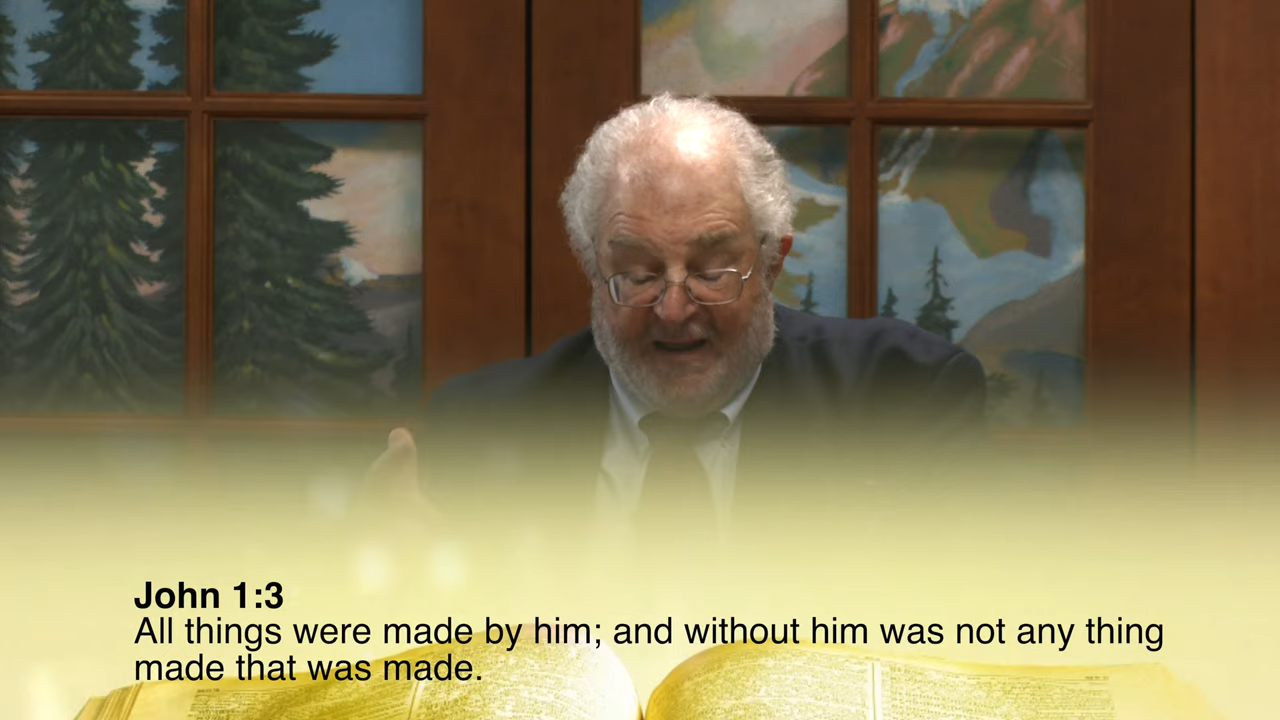 John 1:3
All things were made by him; and without him was not any thing
made that was made.